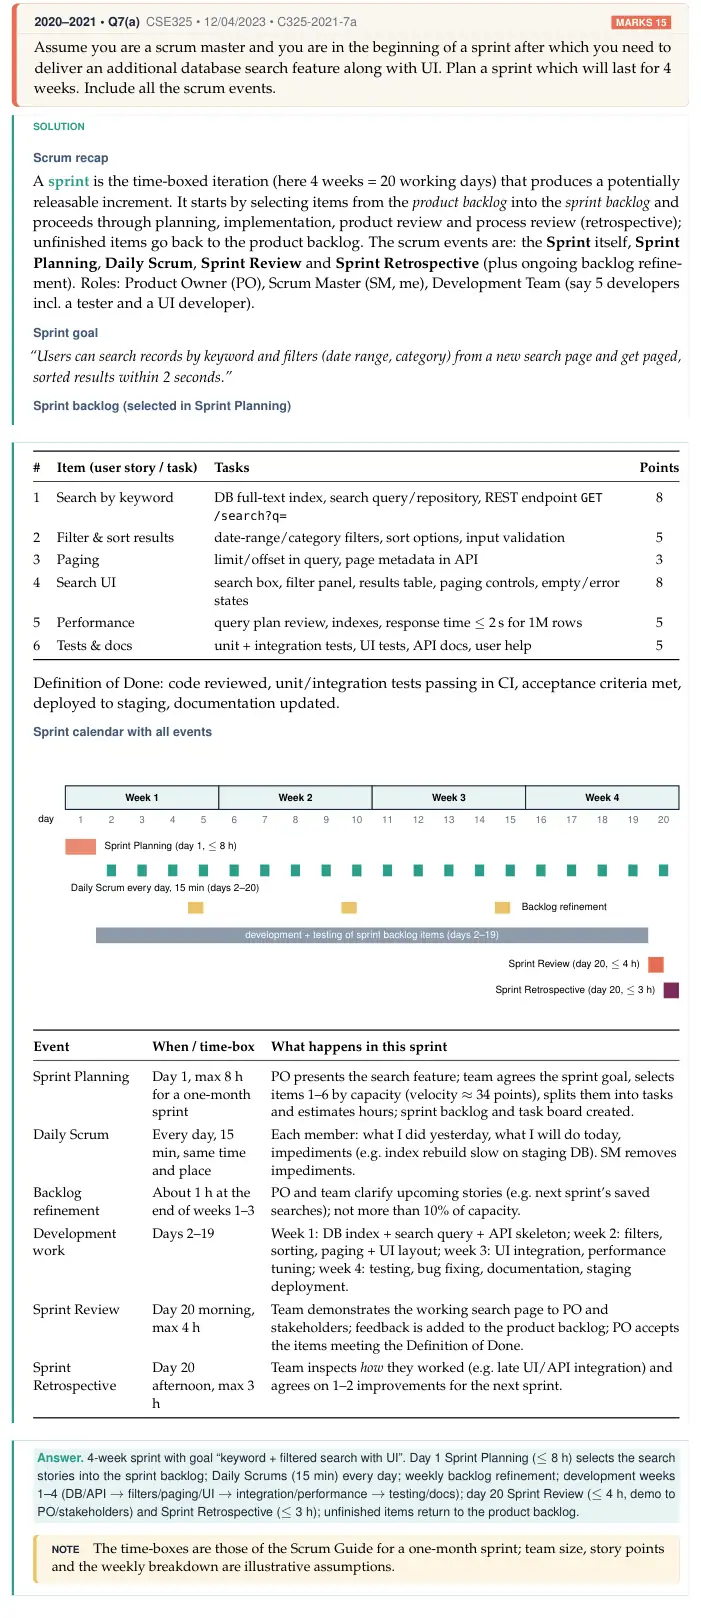 2020–2021 • Q7(a) CSE325 • 12/04/2023 • C325-2021-7a MARKS 15
Assume you are a scrum master and you are in the beginning of a sprint after which you need to
deliver an additional database search feature along with UI. Plan a sprint which will last for 4
weeks. Include all the scrum events.
SOLUTION
Scrum recap
A sprint is the time-boxed iteration (here 4 weeks = 20 working days) that produces a potentially
releasable increment. It starts by selecting items from the product backlog into the sprint backlog and
proceeds through planning, implementation, product review and process review (retrospective);
unfinished items go back to the product backlog. The scrum events are: the Sprint itself, Sprint
Planning, Daily Scrum, Sprint Review and Sprint Retrospective (plus ongoing backlog refine-
ment). Roles: Product Owner (PO), Scrum Master (SM, me), Development Team (say 5 developers
incl. a tester and a UI developer).
Sprint goal
“Users can search records by keyword and filters (date range, category) from a new search page and get paged,
sorted results within 2 seconds.”
Sprint backlog (selected in Sprint Planning)
# Item (user story / task) Tasks Points
1 Search by keyword DB full-text index, search query/repository, REST endpoint GET 8
/search?q=
2 Filter & sort results date-range/category filters, sort options, input validation 5
3 Paging limit/offset in query, page metadata in API 3
4 Search UI search box, filter panel, results table, paging controls, empty/error 8
states
5 Performance query plan review, indexes, response time ≤ 2 s for 1M rows 5
6 Tests & docs unit + integration tests, UI tests, API docs, user help 5
Definition of Done: code reviewed, unit/integration tests passing in CI, acceptance criteria met,
deployed to staging, documentation updated.
Sprint calendar with all events
Week 1 Week 2 Week 3 Week 4
day 1 2 3 4 5 6 7 8 9 10 11 12 13 14 15 16 17 18 19 20
Sprint Planning (day 1, ≤ 8 h)
Daily Scrum every day, 15 min (days 2–20)
Backlog refinement
development + testing of sprint backlog items (days 2–19)
Sprint Review (day 20, ≤ 4 h)
Sprint Retrospective (day 20, ≤ 3 h)
Event When / time-box What happens in this sprint
Sprint Planning Day 1, max 8 h PO presents the search feature; team agrees the sprint goal, selects
for a one-month items 1–6 by capacity (velocity ≈ 34 points), splits them into tasks
sprint and estimates hours; sprint backlog and task board created.
Daily Scrum Every day, 15 Each member: what I did yesterday, what I will do today,
min, same time impediments (e.g. index rebuild slow on staging DB). SM removes
and place impediments.
Backlog About 1 h at the PO and team clarify upcoming stories (e.g. next sprint’s saved
refinement end of weeks 1–3 searches); not more than 10% of capacity.
Development Days 2–19 Week 1: DB index + search query + API skeleton; week 2: filters,
work sorting, paging + UI layout; week 3: UI integration, performance
tuning; week 4: testing, bug fixing, documentation, staging
deployment.
Sprint Review Day 20 morning, Team demonstrates the working search page to PO and
max 4 h stakeholders; feedback is added to the product backlog; PO accepts
the items meeting the Definition of Done.
Sprint Day 20 Team inspects how they worked (e.g. late UI/API integration) and
Retrospective afternoon, max 3 agrees on 1–2 improvements for the next sprint.
h
Answer. 4-week sprint with goal “keyword + filtered search with UI”. Day 1 Sprint Planning (≤ 8 h) selects the search
stories into the sprint backlog; Daily Scrums (15 min) every day; weekly backlog refinement; development weeks
1–4 (DB/API → filters/paging/UI → integration/performance → testing/docs); day 20 Sprint Review (≤ 4 h, demo to
PO/stakeholders) and Sprint Retrospective (≤ 3 h); unfinished items return to the product backlog.
NOTE The time-boxes are those of the Scrum Guide for a one-month sprint; team size, story points
and the weekly breakdown are illustrative assumptions.